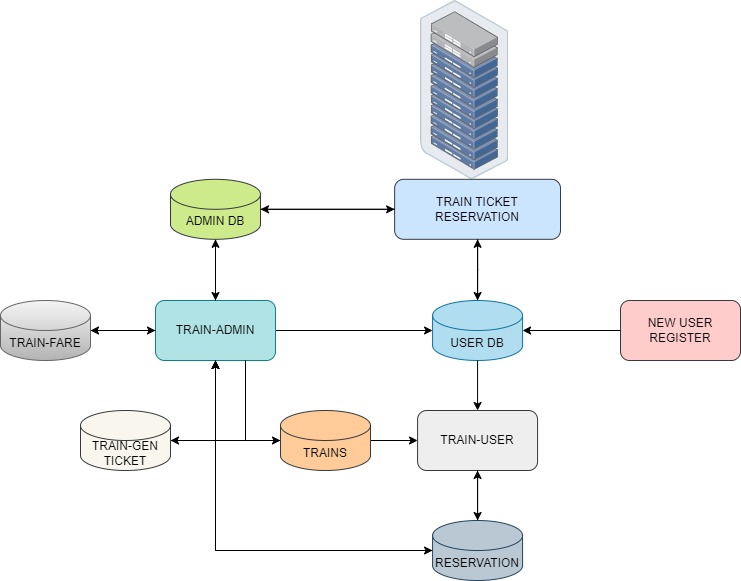 TRAIN TICKET
RESERVATION
ADMIN DB
TRAIN-FARE
TRAIN-ADMIN
USER DB
NEW USER
REGISTER
TRAIN-GEN
TICKET
TRAINS
TRAIN-USER
RESERVATION